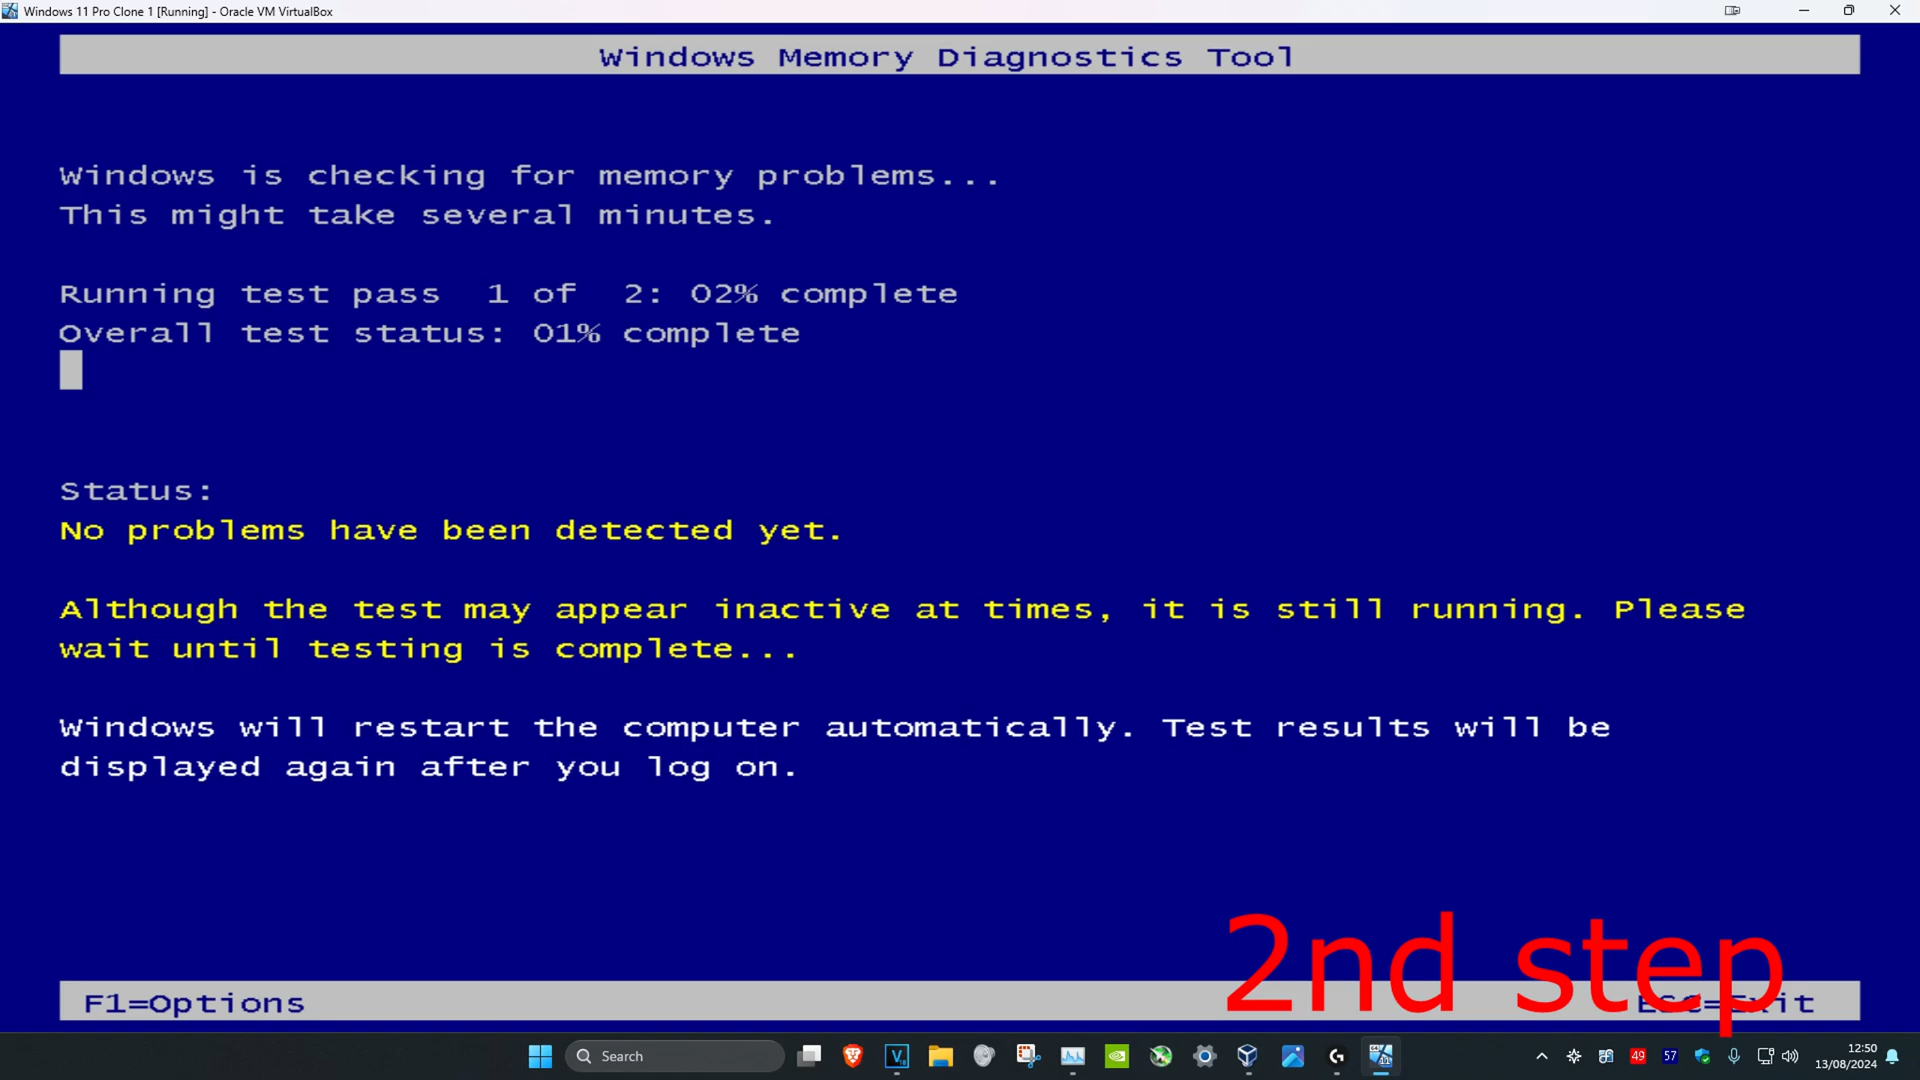 Windows 11 Pro Clone 1 [Running] - Oracle VM VirtualBox
Windows Memory Diagnostics Tool
Windows is checking for memory problems...
This might take several minutes.
Running test pass 1 of 2: 02% complete
Overall test status: 01% complete
Status:
No problems have been detected yet.
Although the test may appear inactive at times, it is still running. Please
wait until testing is complete...
Windows will restart the computer automatically. Test results will be
displayed again after you log on.
2nd step
F1=Options ESC=Exit
Search
49
57
12:50
13/08/2024